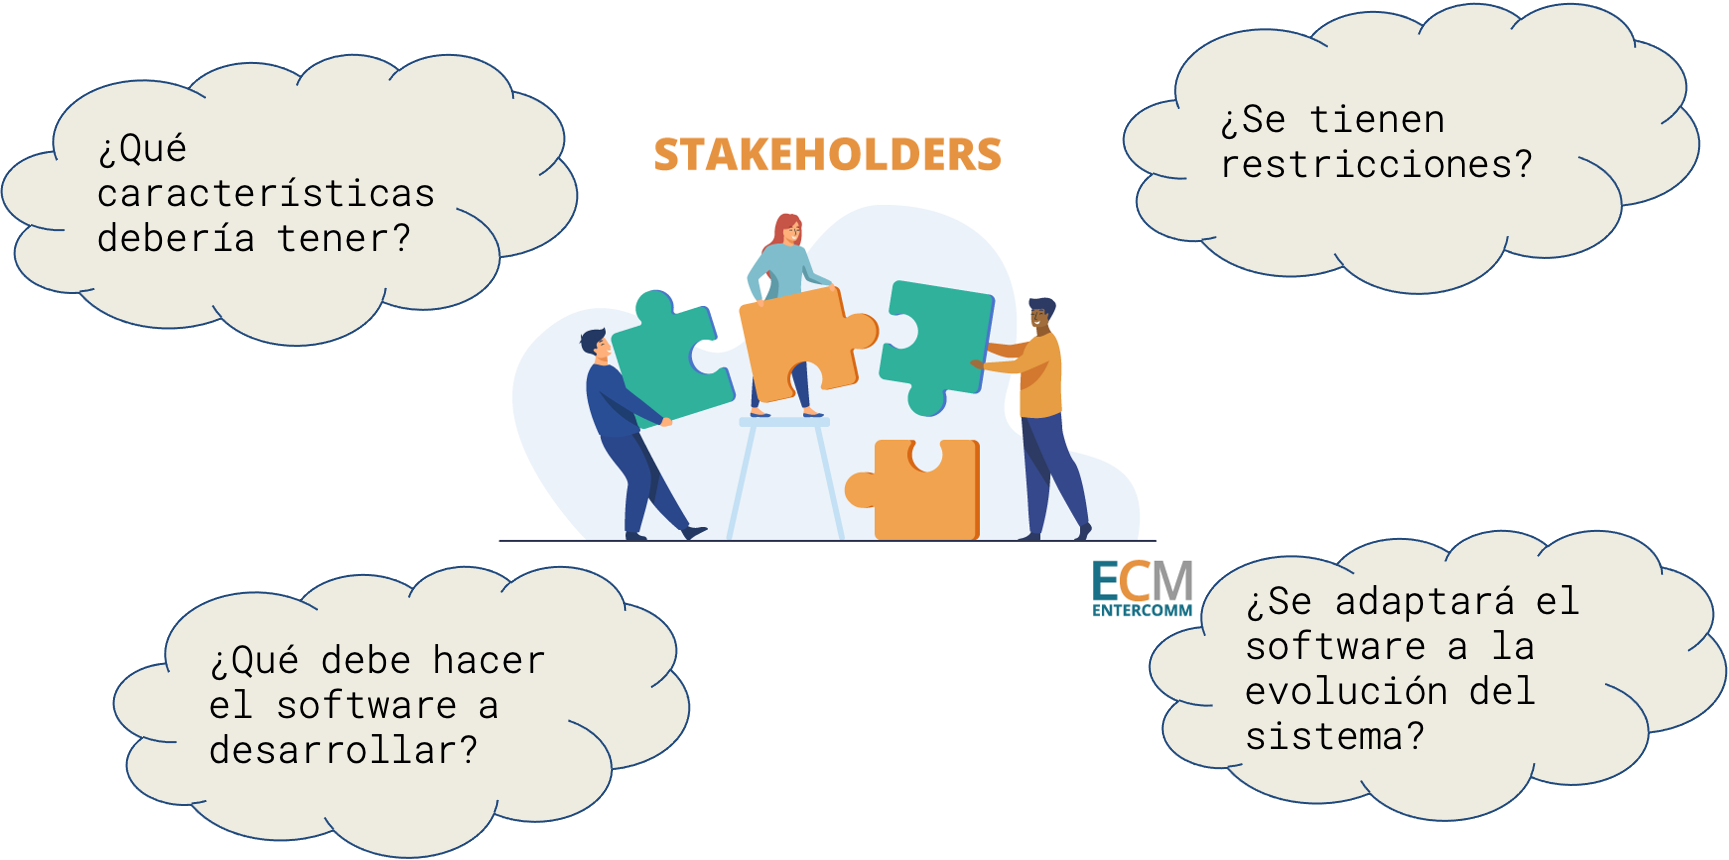 ¿Qué
características
debería tener?
STAKEHOLDERS
¿Se tienen
restricciones?
¿Qué debe hacer
el software a
desarrollar?
ECM
ENTERCOMM
¿Se adaptará el
software a la
evolución del
sistema?